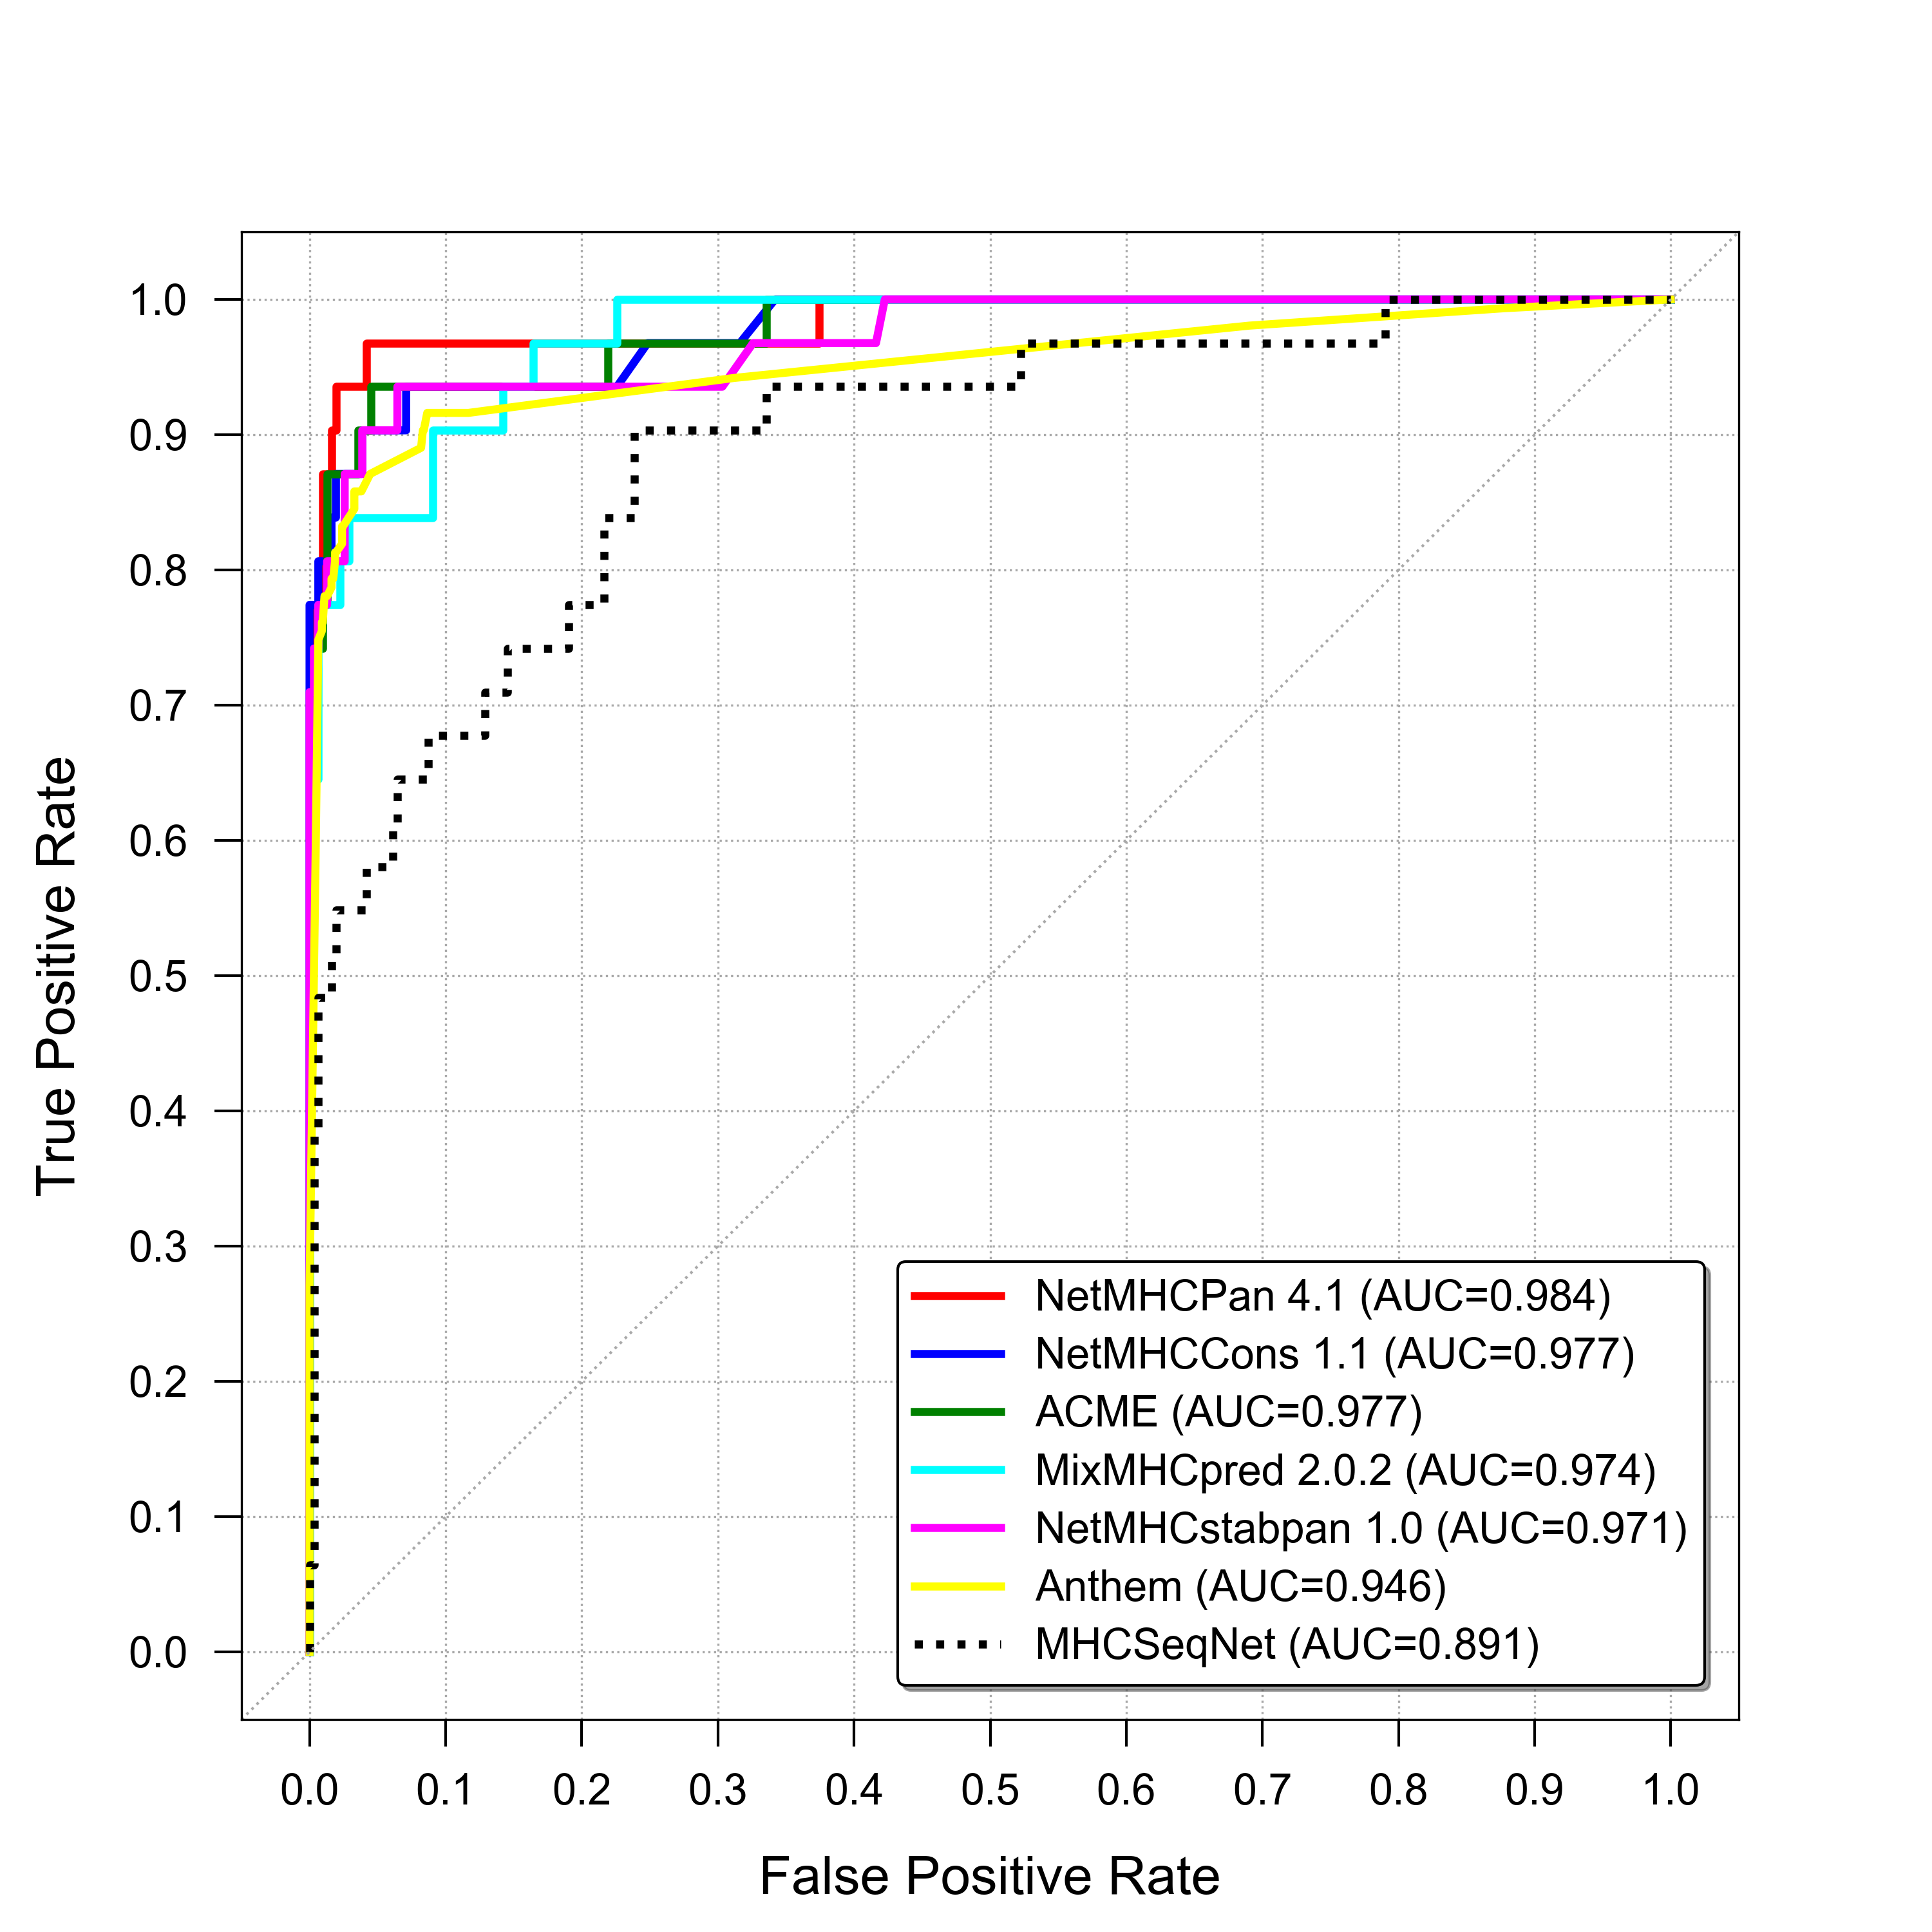 1.0
0.9
0.8
0.7
0.6
0.5
0.4
0.3
0.2
0.1
0.0
True Positive Rate
NetMHCPan 4.1 (AUC=0.984)
NetMHCCons 1.1 (AUC=0.977)
ACME (AUC=0.977)
MixMHCpred 2.0.2 (AUC=0.974)
NetMHCstabpan 1.0 (AUC=0.971)
Anthem (AUC=0.946)
MHCSeqNet (AUC=0.891)
0.0 0.1 0.2 0.3 0.4 0.5 0.6 0.7 0.8 0.9 1.0
False Positive Rate